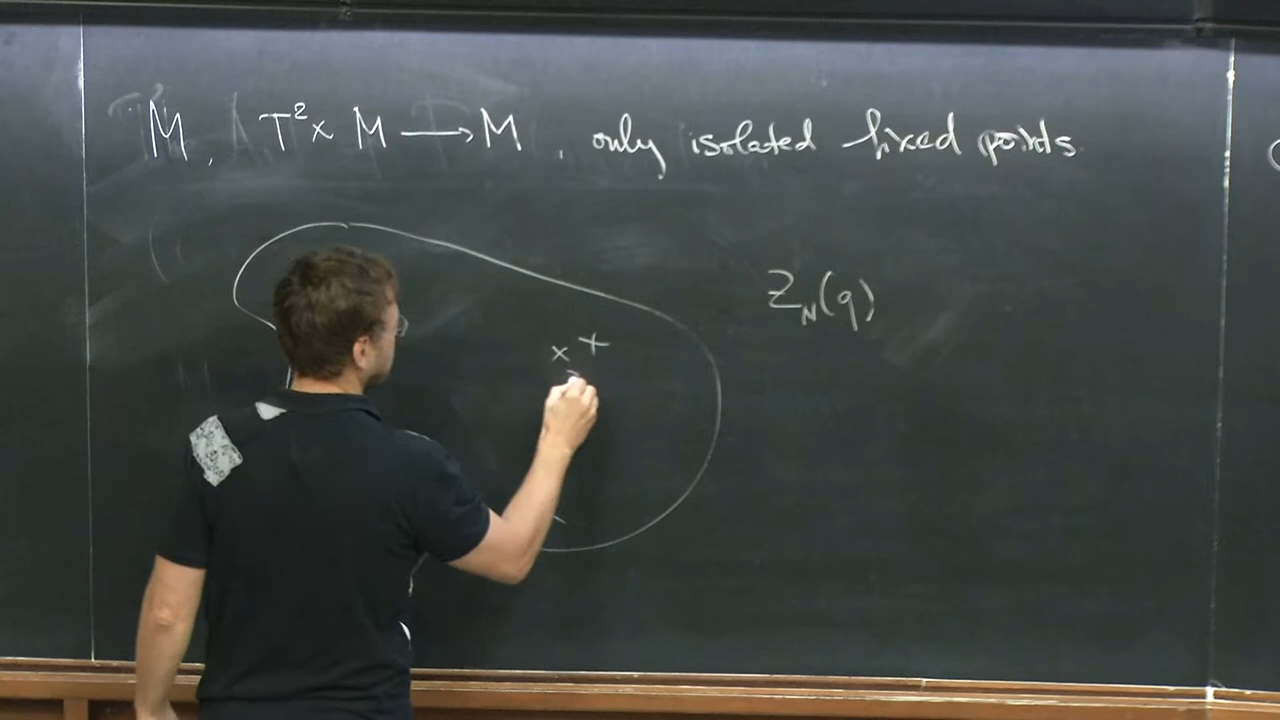 M, T² × M ⟶ M, only isolated fixed points
Z_N(q)
× +